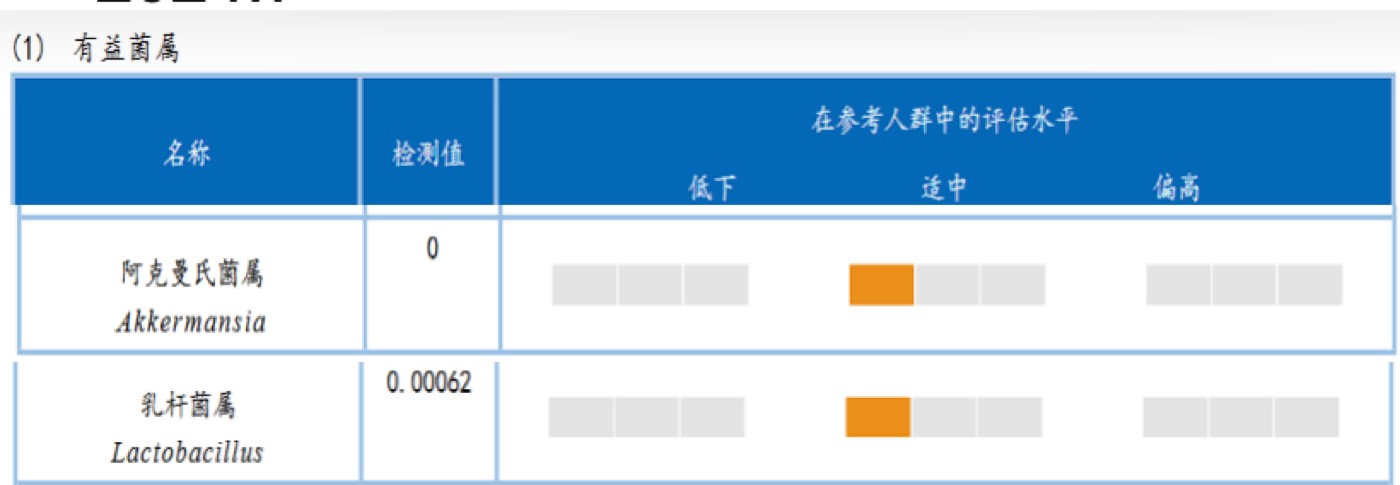 (1) 有益菌属
名称
检测值
在参考人群中的评估水平
低下 适中 偏高
阿克曼氏菌属
Akkermansia
0
乳杆菌属
Lactobacillus
0.00062